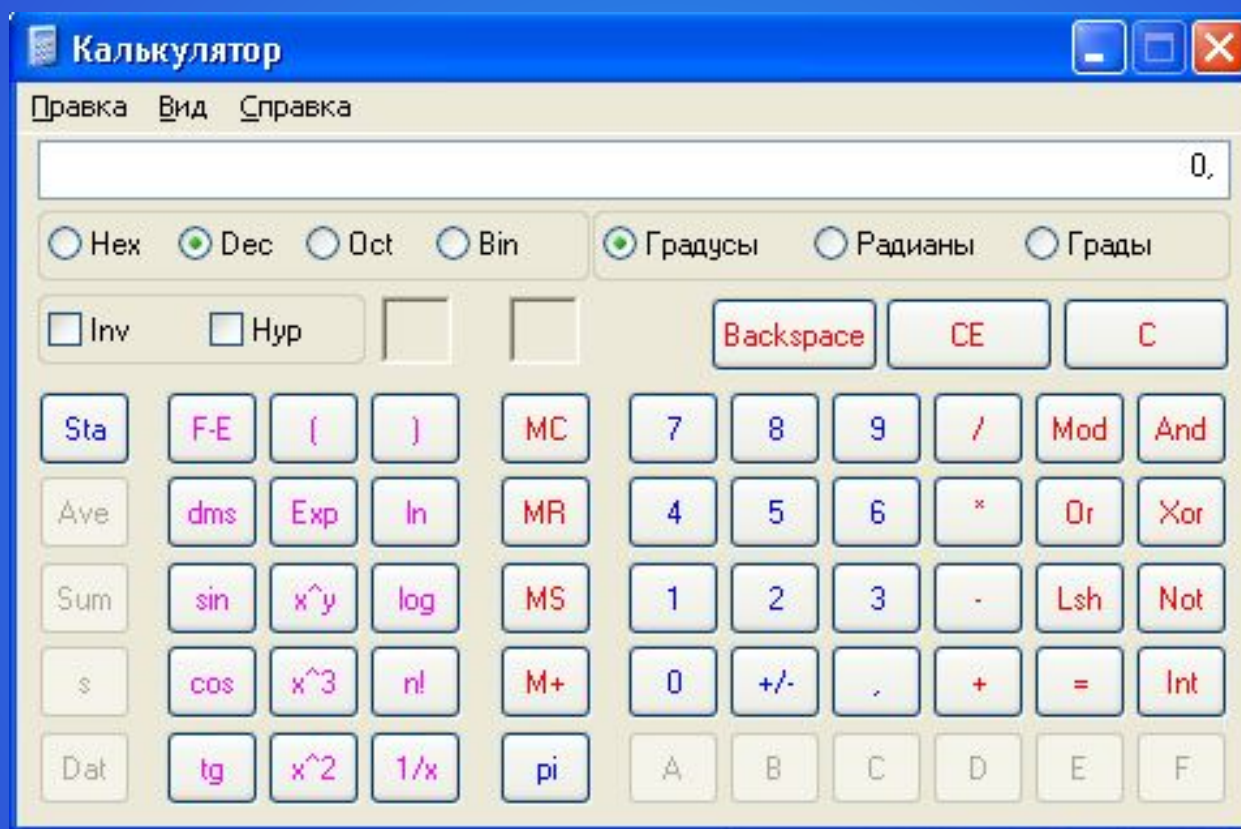 Калькулятор
Правка Вид Справка
0,
Hex Dec Oct Bin Градусы Радианы Грады
Inv Hyp Backspace CE C
Sta F-E ( ) MC 7 8 9 / Mod And
Ave dms Exp ln MR 4 5 6 * Or Xor
Sum sin x^y log MS 1 2 3 - Lsh Not
s cos x^3 n! M+ 0 +/- , + = Int
Dat tg x^2 1/x pi A B C D E F